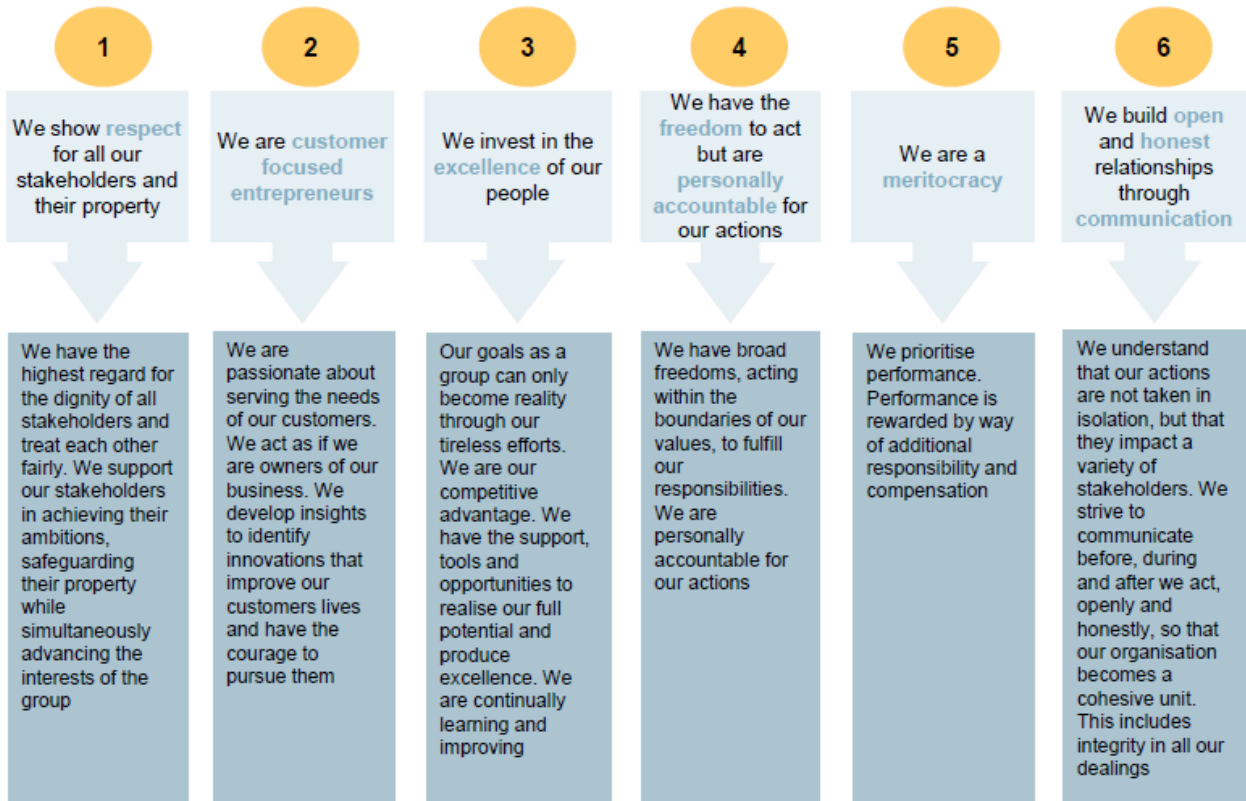 1
We show respect
for all our
stakeholders and
their property
We have the
highest regard for
the dignity of all
stakeholders and
treat each other
fairly. We support
our stakeholders
in achieving their
ambitions,
safeguarding
their property
while
simultaneously
advancing the
interests of the
group
2
We are customer
focused
entrepreneurs
We are
passionate about
serving the needs
of our customers.
We act as if we
are owners of our
business. We
develop insights
to identify
innovations that
improve our
customers lives
and have the
courage to
pursue them
3
We invest in the
excellence of our
people
Our goals as a
group can only
become reality
through our
tireless efforts.
We are our
competitive
advantage. We
have the support,
tools and
opportunities to
realise our full
potential and
produce
excellence. We
are continually
learning and
improving
4
We have the
freedom to act
but are
personally
accountable for
our actions
We have broad
freedoms, acting
within the
boundaries of our
values, to fulfill
our
responsibilities.
We are
personally
accountable for
our actions
5
We are a
meritocracy
We prioritise
performance.
Performance is
rewarded by way
of additional
responsibility and
compensation
6
We build open
and honest
relationships
through
communication
We understand
that our actions
are not taken in
isolation, but that
they impact a
variety of
stakeholders. We
strive to
communicate
before, during
and after we act,
openly and
honestly, so that
our organisation
becomes a
cohesive unit.
This includes
integrity in all our
dealings